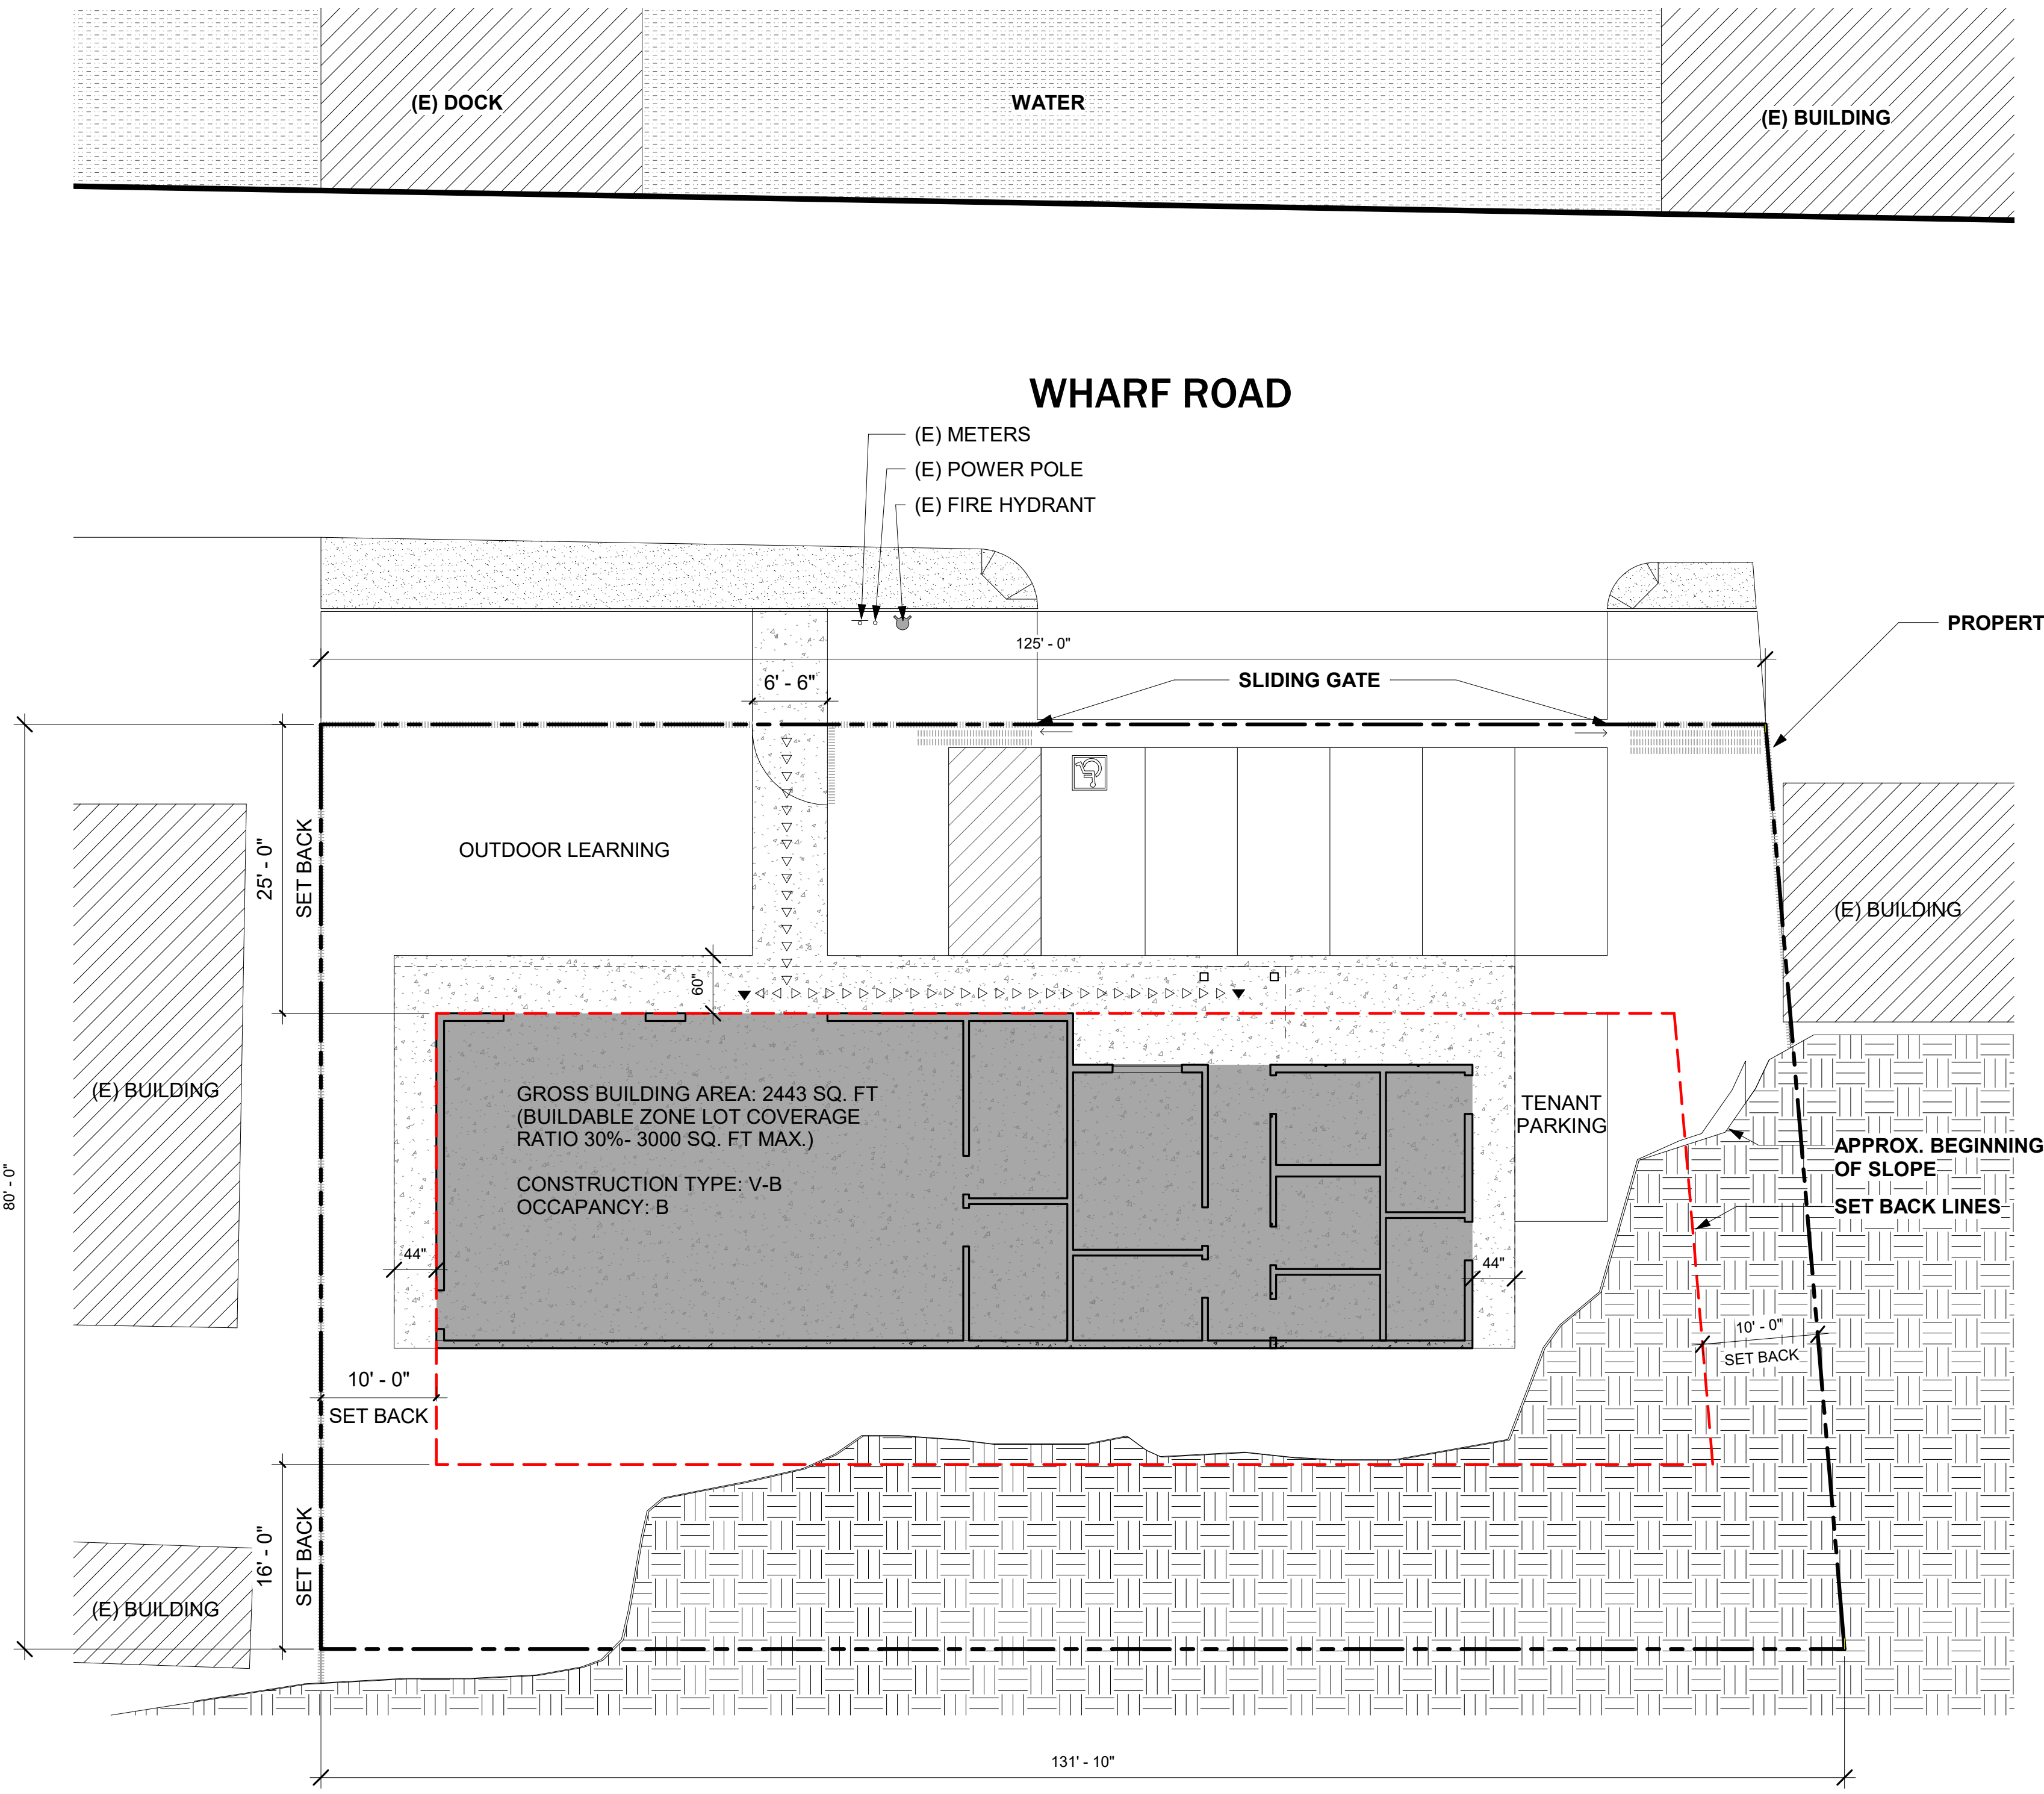 (E) DOCK
WATER
(E) BUILDING
WHARF ROAD
(E) METERS
(E) POWER POLE
(E) FIRE HYDRANT
PROPERT
125' - 0"
6' - 6"
SLIDING GATE
25' - 0"
SET BACK
OUTDOOR LEARNING
(E) BUILDING
60"
80' - 0"
(E) BUILDING
GROSS BUILDING AREA: 2443 SQ. FT
(BUILDABLE ZONE LOT COVERAGE
RATIO 30%- 3000 SQ. FT MAX.)
CONSTRUCTION TYPE: V-B
OCCAPANCY: B
TENANT
PARKING
APPROX. BEGINNING
OF SLOPE
SET BACK LINES
44"
44"
10' - 0"
SET BACK
10' - 0"
SET BACK
16' - 0"
SET BACK
(E) BUILDING
131' - 10"